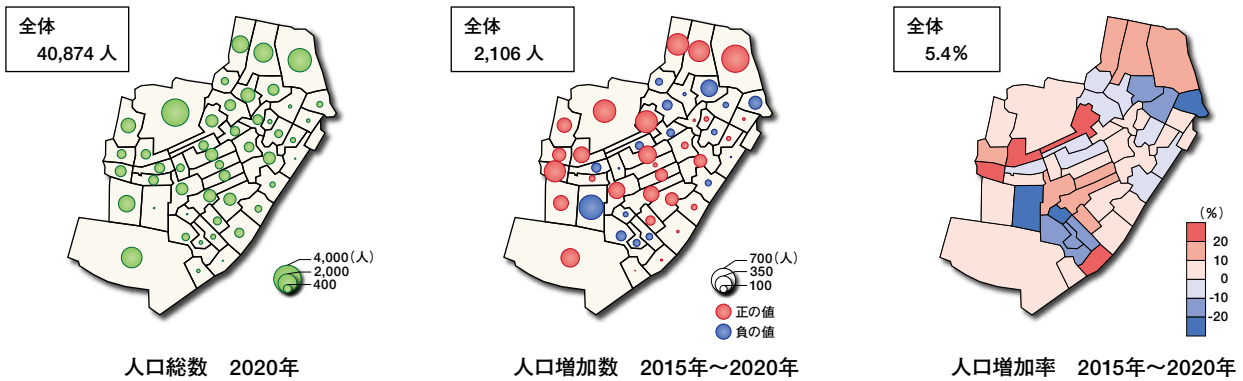 全体
40,874 人
4,000(人)
2,000
400
人口総数　2020年
全体
2,106 人
700(人)
350
100
正の値
負の値
人口増加数　2015年～2020年
全体
5.4%
(%)
20
10
0
-10
-20
人口増加率　2015年～2020年